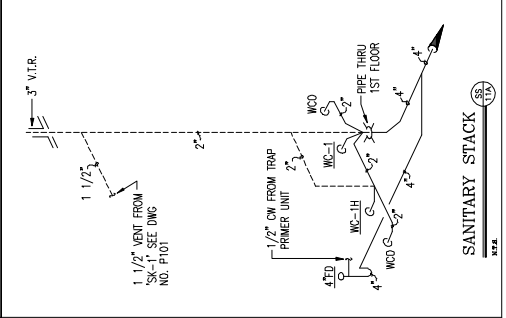 3" V.T.R.
1 1/2"
1 1/2" VENT FROM
'SK-1' SEE DWG
NO. P101
2"
2"
1/2" CW FROM TRAP
PRIMER UNIT
WCO
2"
PIPE THRU
1ST FLOOR
WC-1
2"
WC-1H
4"
4"
4"
4"FD
2"
WCO
4"
4"
SANITARY STACK
SS
11A
N.T.S.